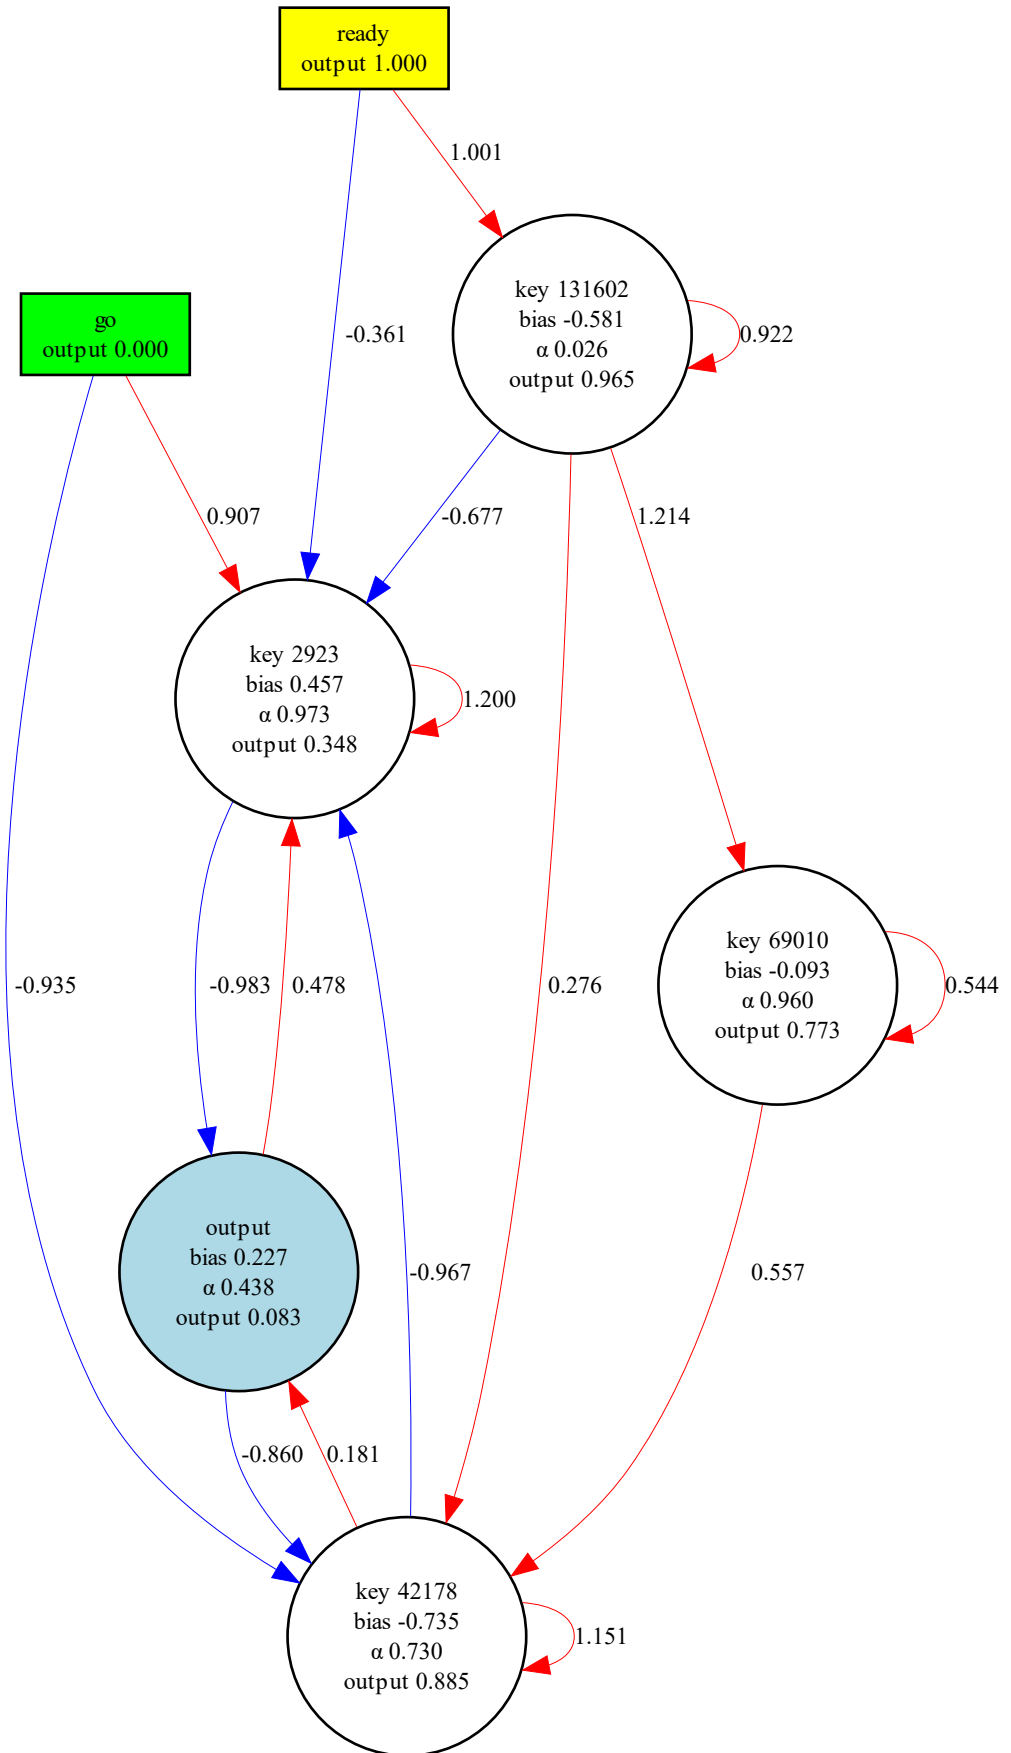 ready
output 1.000
1.001
key 131602
bias -0.581
α 0.026
output 0.965
0.922
go
output 0.000
-0.361
0.907
-0.677
1.214
key 2923
bias 0.457
α 0.973
output 0.348
1.200
key 69010
bias -0.093
α 0.960
output 0.773
0.544
-0.935
-0.983
0.478
0.276
output
bias 0.227
α 0.438
output 0.083
-0.967
0.557
-0.860
0.181
key 42178
bias -0.735
α 0.730
output 0.885
1.151